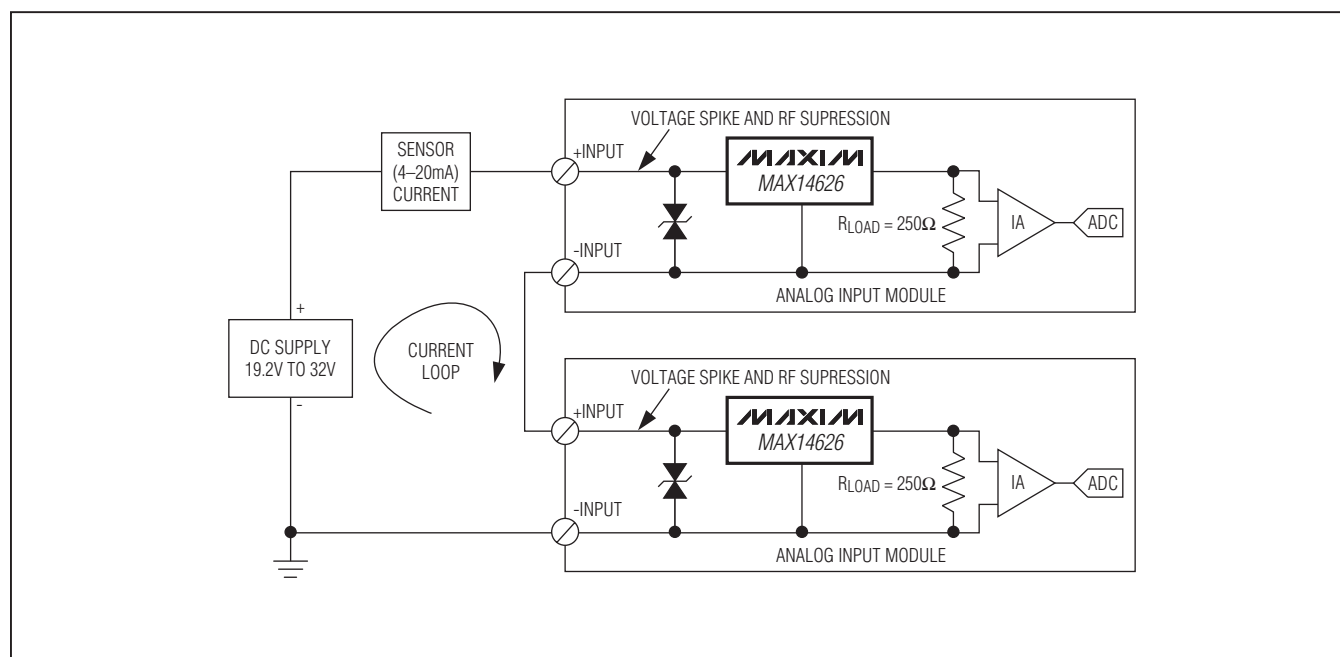 VOLTAGE SPIKE AND RF SUPRESSION
SENSOR
(4–20mA)
CURRENT
+INPUT
MAXIM
MAX14626
RLOAD = 250Ω
IA
ADC
-INPUT
ANALOG INPUT MODULE
+
DC SUPPLY
19.2V TO 32V
-
CURRENT
LOOP
VOLTAGE SPIKE AND RF SUPRESSION
+INPUT
MAXIM
MAX14626
RLOAD = 250Ω
IA
ADC
-INPUT
ANALOG INPUT MODULE